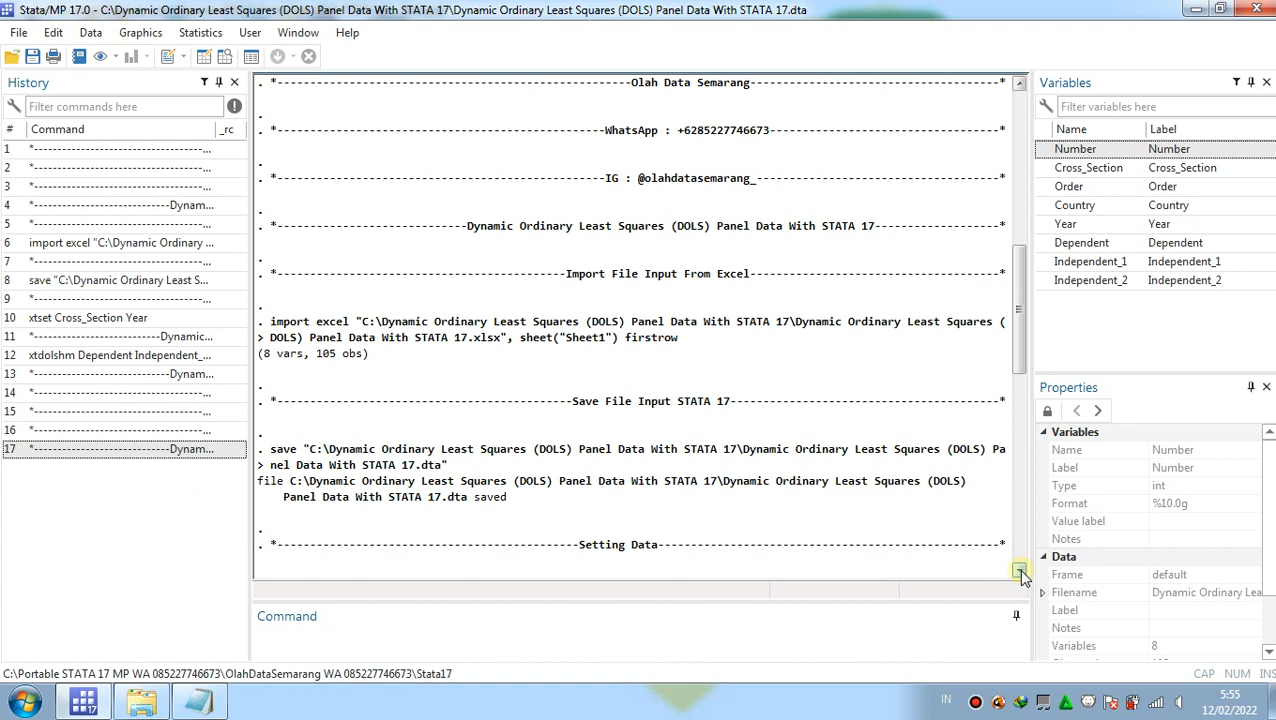 Stata/MP 17.0 - C:\Dynamic Ordinary Least Squares (DOLS) Panel Data With STATA 17\Dynamic Ordinary Least Squares (DOLS) Panel Data With STATA 17.dta
File Edit Data Graphics Statistics User Window Help
History
Filter commands here
# Command _rc
1 *-----------------------------------...
2 *-----------------------------------...
3 *-----------------------------------...
4 *-----------------------------Dynam...
5 *-----------------------------------...
6 import excel "C:\Dynamic Ordinary ...
7 *-----------------------------------...
8 save "C:\Dynamic Ordinary Least S...
9 *-----------------------------------...
10 xtset Cross_Section Year
11 *---------------------------Dynamic...
12 xtdolshm Dependent Independent_...
13 *-----------------------------Dynam...
14 *-----------------------------------...
15 *-----------------------------------...
16 *-----------------------------------...
17 *-----------------------------Dynam...
. *------------------------------------------------------Olah Data Semarang--------------------------------------*
.
. *--------------------------------------------------WhatsApp : +6285227746673-----------------------------------*
.
. *--------------------------------------------------IG : @olahdatasemarang_-------------------------------------*
.
. *-----------------------------Dynamic Ordinary Least Squares (DOLS) Panel Data With STATA 17-------------------*
.
. *--------------------------------------------Import File Input From Excel--------------------------------------*
.
. import excel "C:\Dynamic Ordinary Least Squares (DOLS) Panel Data With STATA 17\Dynamic Ordinary Least Squares (
> DOLS) Panel Data With STATA 17.xlsx", sheet("Sheet1") firstrow
(8 vars, 105 obs)
.
. *----------------------------------------------Save File Input STATA 17----------------------------------------*
.
. save "C:\Dynamic Ordinary Least Squares (DOLS) Panel Data With STATA 17\Dynamic Ordinary Least Squares (DOLS) Pa
> nel Data With STATA 17.dta"
file C:\Dynamic Ordinary Least Squares (DOLS) Panel Data With STATA 17\Dynamic Ordinary Least Squares (DOLS)
Panel Data With STATA 17.dta saved
.
. *----------------------------------------------Setting Data----------------------------------------------------*
Command
Variables
Filter variables here
Name Label
Number Number
Cross_Section Cross_Section
Order Order
Country Country
Year Year
Dependent Dependent
Independent_1 Independent_1
Independent_2 Independent_2
Properties
Variables
Name Number
Label Number
Type int
Format %10.0g
Value label
Notes
Data
Frame default
Filename Dynamic Ordinary Lea
Label
Notes
Variables 8
C:\Portable STATA 17 MP WA 085227746673\OlahDataSemarang WA 085227746673\Stata17
CAP NUM INS
17
IN
5:55
12/02/2022